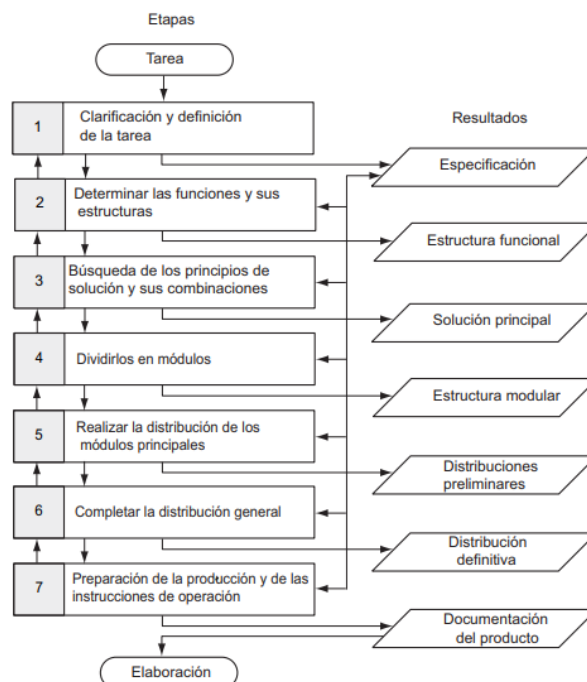 Etapas
Tarea
1
Clarificación y definición
de la tarea
Resultados
Especificación
2
Determinar las funciones y sus
estructuras
Estructura funcional
3
Búsqueda de los principios de
solución y sus combinaciones
Solución principal
4
Dividirlos en módulos
Estructura modular
5
Realizar la distribución de los
módulos principales
Distribuciones
preliminares
6
Completar la distribución general
Distribución
definitiva
7
Preparación de la producción y de las
instrucciones de operación
Documentación
del producto
Elaboración